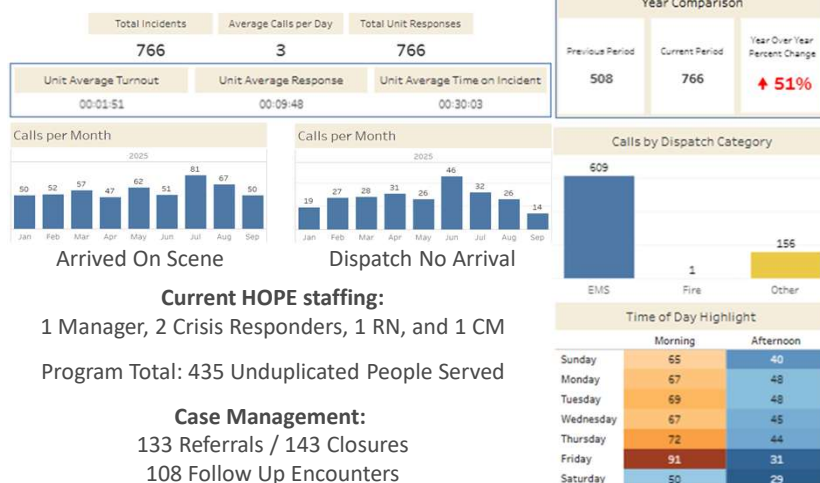 Year Comparison
Total Incidents Average Calls per Day Total Unit Responses
766 3 766
Unit Average Turnout Unit Average Response Unit Average Time on Incident
00:01:51 00:09:48 00:30:03
Previous Period Current Period Year Over Year Percent Change
508 766 51%
Calls per Month
2025
50 52 57 47 62 51 81 67 50
Jan Feb Mar Apr May Jun Jul Aug Sep
Arrived On Scene
Calls per Month
2025
19 27 28 31 26 46 32 26 14
Jan Feb Mar Apr May Jun Jul Aug Sep
Dispatch No Arrival
Calls by Dispatch Category
609 1 156
EMS Fire Other
Current HOPE staffing:
1 Manager, 2 Crisis Responders, 1 RN, and 1 CM
Program Total: 435 Unduplicated People Served
Case Management:
133 Referrals / 143 Closures
108 Follow Up Encounters
Time of Day Highlight
Morning Afternoon
Sunday 65 40
Monday 67 48
Tuesday 69 48
Wednesday 67 45
Thursday 72 44
Friday 91 31
Saturday 50 29